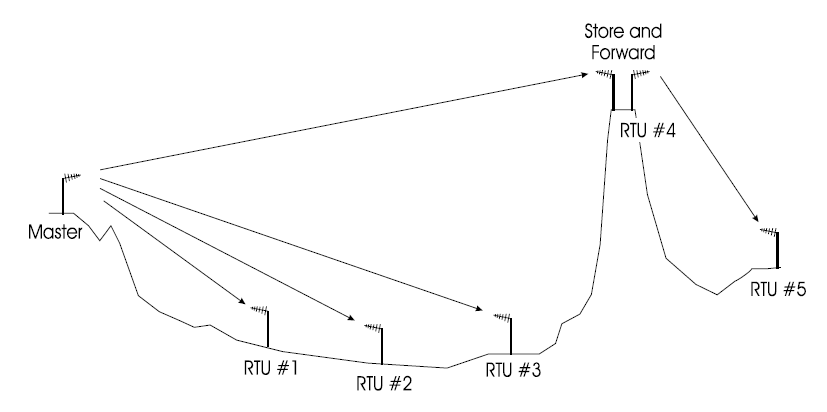 Store and
Forward
RTU #4
Master
RTU #5
RTU #1
RTU #2
RTU #3